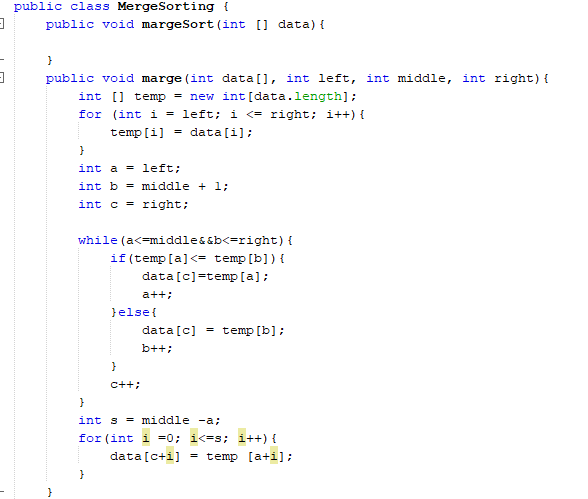 public class MergeSorting {
public void margeSort(int [] data){
}
public void marge(int data[], int left, int middle, int right){
int [] temp = new int[data.length];
for (int i = left; i <= right; i++){
temp[i] = data[i];
}
int a = left;
int b = middle + 1;
int c = right;
while(a<=middle&&b<=right){
if(temp[a]<= temp[b]){
data[c]=temp[a];
a++;
}else{
data[c] = temp[b];
b++;
}
c++;
}
int s = middle -a;
for(int i =0; i<=s; i++){
data[c+i] = temp [a+i];
}
}